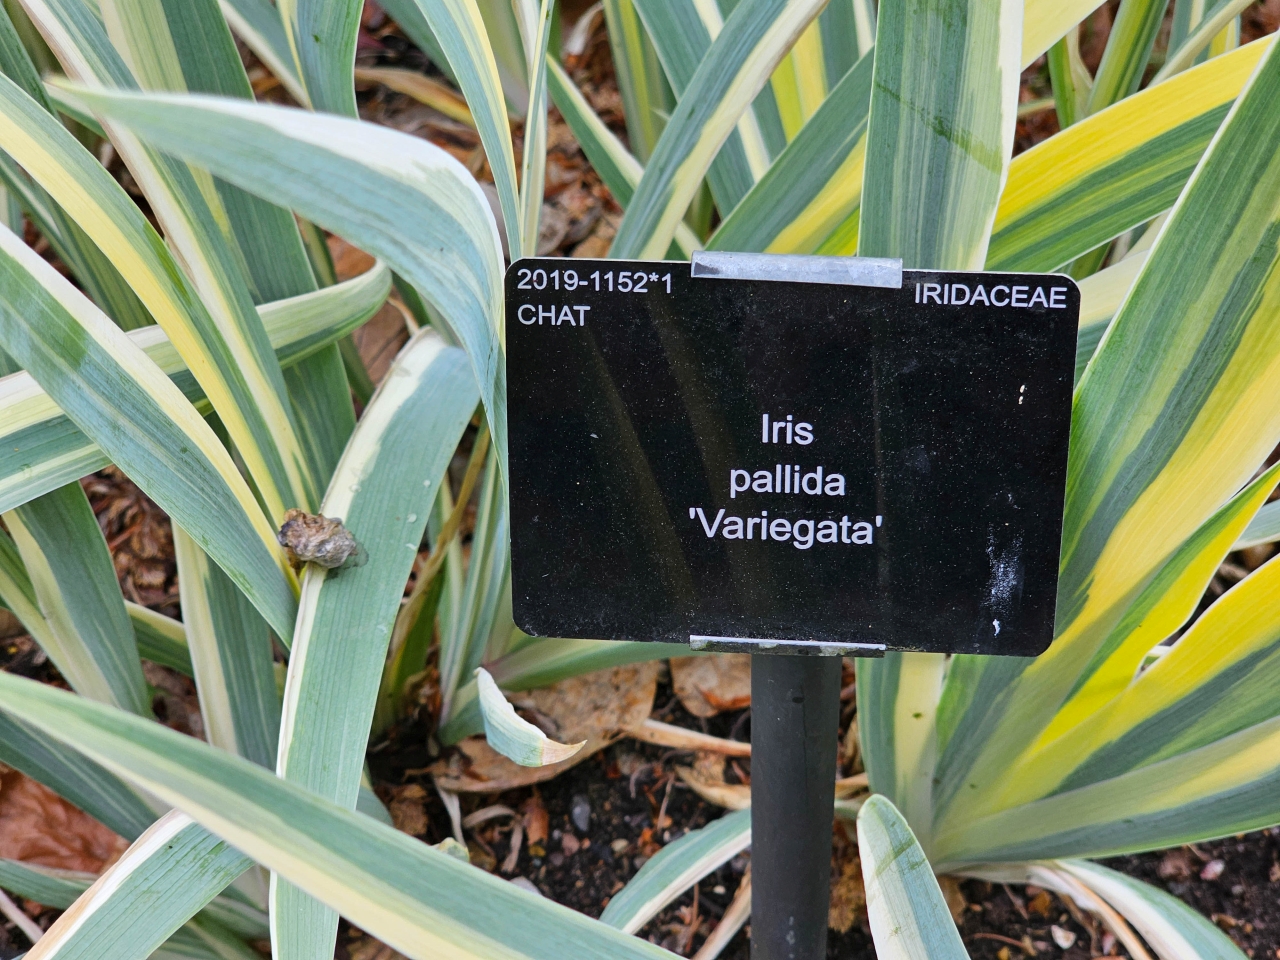 2019-1152*1
CHAT
IRIDACEAE
Iris
pallida
'Variegata'